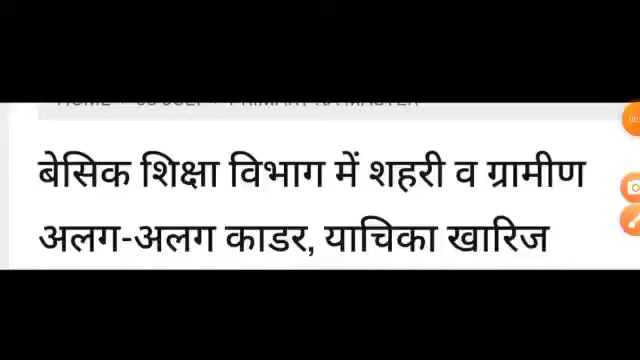 बेसिक शिक्षा विभाग में शहरी व ग्रामीण
अलग-अलग काडर, याचिका खारिज